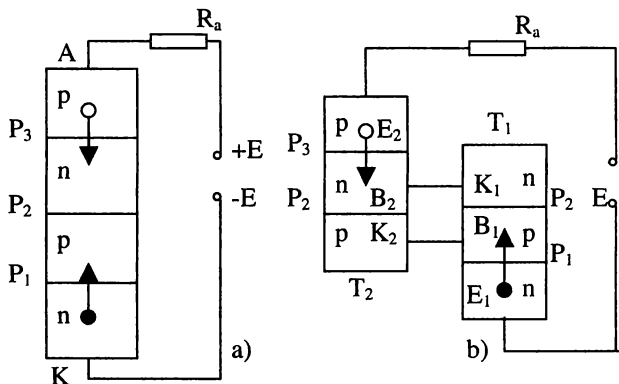 A
Rₐ
p
P₃
n
+E
P₂
-E
p
P₁
n
K
a)
Rₐ
p E₂
T₁
P₃
n B₂
K₁ n
P₂
P₂
E
p K₂
B₁ p
P₁
T₂
E₁ n
b)